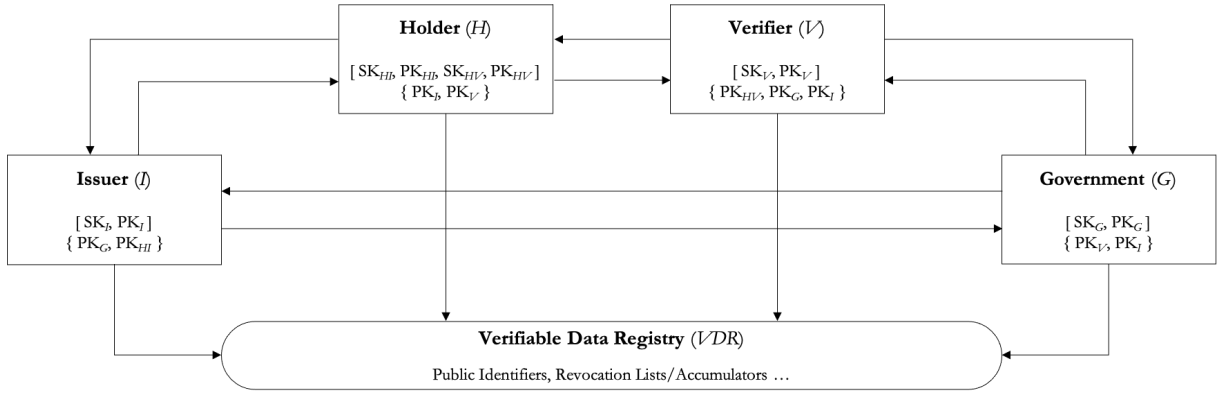 Holder (H)
[ SK_HI, PK_HI, SK_HV, PK_HV ]
{ PK_I, PK_V }
Verifier (V)
[ SK_V, PK_V ]
{ PK_HV, PK_G, PK_I }
Issuer (I)
[ SK_I, PK_I ]
{ PK_G, PK_HI }
Government (G)
[ SK_G, PK_G ]
{ PK_V, PK_I }
Verifiable Data Registry (VDR)
Public Identifiers, Revocation Lists/Accumulators …